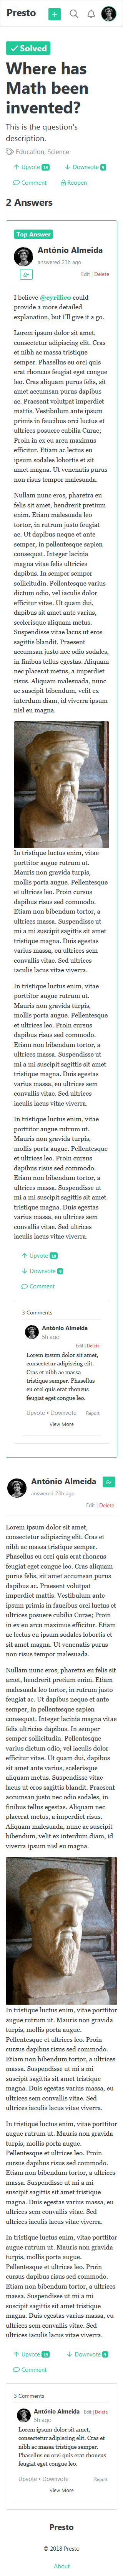 Presto
Solved
Where has
Math been
invented?
This is the question's
description.
Education, Science
Upvote
Downvote
Comment
Reopen
2 Answers
Top Answer
António Almeida
answered 23h ago
Edit | Delete
I believe @cyrillco could
provide a more detailed
explanation, but I'll give it a go.
Lorem ipsum dolor sit amet,
consectetur adipiscing elit. Cras
et nibh ac massa tristique
semper. Phasellus eu orci quis
erat rhoncus feugiat eget congue
leo. Cras aliquam purus felis, sit
amet accumsan purus dapibus
ac. Praesent volutpat imperdiet
mattis. Vestibulum ante ipsum
primis in faucibus orci luctus et
ultrices posuere cubilia Curae;
Proin in ex eu arcu maximus
efficitur. Etiam ac lectus eu
ipsum sodales lobortis et sit
amet magna. Ut venenatis purus
non risus tempor malesuada.
Nullam nunc eros, pharetra eu
felis sit amet, hendrerit pretium
enim. Etiam malesuada leo
tortor, in rutrum justo feugiat
ac. Ut dapibus neque et sem
semper, in pellentesque sapien
consequat. Integer lacinia
magna vitae felis ultricies
dapibus. In semper semper
sollicitudin. Pellentesque varius
dictum odio, vel iaculis dolor
efficitur vitae. Ut quam dui,
dapibus sit amet varius,
scelerisque aliquam metus.
Suspendisse vitae lacus ut eros
sagittis blandit. Praesent
accumsan justo nec odio sodales,
in finibus tellus egestas. Aliquam
nec placerat metus, a imperdiet
risus. Aliquam malesuada, nunc
ac suscipit bibendum, velit ex
interdum diam, id viverra ipsum
nisl eu magna.
In tristique luctus enim, vitae
porttitor augue rutrum ut.
Mauris non gravida turpis,
mollis porta augue. Pellentesque
et ultrices leo. Proin cursus
dapibus risus sed commodo.
Etiam non bibendum tortor, a
ultrices massa. Suspendisse ut
mi a mi suscipit sagittis sit amet
tristique magna. Duis egestas
varius massa, eu ultrices sem
convallis vitae. Sed ultrices
iaculis lacus vitae viverra.
In tristique luctus enim, vitae
porttitor augue rutrum ut.
Mauris non gravida turpis,
mollis porta augue. Pellentesque
et ultrices leo. Proin cursus
dapibus risus sed commodo.
Etiam non bibendum tortor, a
ultrices massa. Suspendisse ut
mi a mi suscipit sagittis sit amet
tristique magna. Duis egestas
varius massa, eu ultrices sem
convallis vitae. Sed ultrices
iaculis lacus vitae viverra.
In tristique luctus enim, vitae
porttitor augue rutrum ut.
Mauris non gravida turpis,
mollis porta augue. Pellentesque
et ultrices leo. Proin cursus
dapibus risus sed commodo.
Etiam non bibendum tortor, a
ultrices massa. Suspendisse ut
mi a mi suscipit sagittis sit amet
tristique magna. Duis egestas
varius massa, eu ultrices sem
convallis vitae. Sed ultrices
iaculis lacus vitae viverra.
Upvote
Downvote
Comment
3 Comments
António Almeida
5h ago
Edit | Delete
Lorem ipsum dolor sit amet,
consectetur adipiscing elit.
Cras et nibh ac massa
tristique semper. Phasellus
eu orci quis erat rhoncus
feugiat eget congue leo.
Upvote • Downvote Report
View More
António Almeida
answered 23h ago
Edit | Delete
Lorem ipsum dolor sit amet,
consectetur adipiscing elit. Cras et
nibh ac massa tristique semper.
Phasellus eu orci quis erat rhoncus
feugiat eget congue leo. Cras aliquam
purus felis, sit amet accumsan purus
dapibus ac. Praesent volutpat
imperdiet mattis. Vestibulum ante
ipsum primis in faucibus orci luctus et
ultrices posuere cubilia Curae; Proin
in ex eu arcu maximus efficitur. Etiam
ac lectus eu ipsum sodales lobortis et
sit amet magna. Ut venenatis purus
non risus tempor malesuada.
Nullam nunc eros, pharetra eu felis sit
amet, hendrerit pretium enim. Etiam
malesuada leo tortor, in rutrum justo
feugiat ac. Ut dapibus neque et sem
semper, in pellentesque sapien
consequat. Integer lacinia magna vitae
felis ultricies dapibus. In semper
semper sollicitudin. Pellentesque
varius dictum odio, vel iaculis dolor
efficitur vitae. Ut quam dui, dapibus
sit amet varius, scelerisque
aliquam metus. Suspendisse vitae
lacus ut eros sagittis blandit. Praesent
accumsan justo nec odio sodales, in
finibus tellus egestas. Aliquam nec
placerat metus, a imperdiet risus.
Aliquam malesuada, nunc ac suscipit
bibendum, velit ex interdum diam, id
viverra ipsum nisl eu magna.
In tristique luctus enim, vitae porttitor
augue rutrum ut. Mauris non gravida
turpis, mollis porta augue.
Pellentesque et ultrices leo. Proin
cursus dapibus risus sed commodo.
Etiam non bibendum tortor, a ultrices
massa. Suspendisse ut mi a mi
suscipit sagittis sit amet tristique
magna. Duis egestas varius massa, eu
ultrices sem convallis vitae. Sed
ultrices iaculis lacus vitae viverra.
In tristique luctus enim, vitae porttitor
augue rutrum ut. Mauris non gravida
turpis, mollis porta augue.
Pellentesque et ultrices leo. Proin
cursus dapibus risus sed commodo.
Etiam non bibendum tortor, a ultrices
massa. Suspendisse ut mi a mi
suscipit sagittis sit amet tristique
magna. Duis egestas varius massa, eu
ultrices sem convallis vitae. Sed
ultrices iaculis lacus vitae viverra.
In tristique luctus enim, vitae porttitor
augue rutrum ut. Mauris non gravida
turpis, mollis porta augue.
Pellentesque et ultrices leo. Proin
cursus dapibus risus sed commodo.
Etiam non bibendum tortor, a ultrices
massa. Suspendisse ut mi a mi
suscipit sagittis sit amet tristique
magna. Duis egestas varius massa, eu
ultrices sem convallis vitae. Sed
ultrices iaculis lacus vitae viverra.
Upvote
Downvote
Comment
3 Comments
António Almeida Edit | Delete
5h ago
Lorem ipsum dolor sit amet,
consectetur adipiscing elit. Cras
et nibh ac massa tristique semper.
Phasellus eu orci quis erat rhoncus
feugiat eget congue leo.
Upvote • Downvote Report
View More
Presto
© 2018 Presto
About